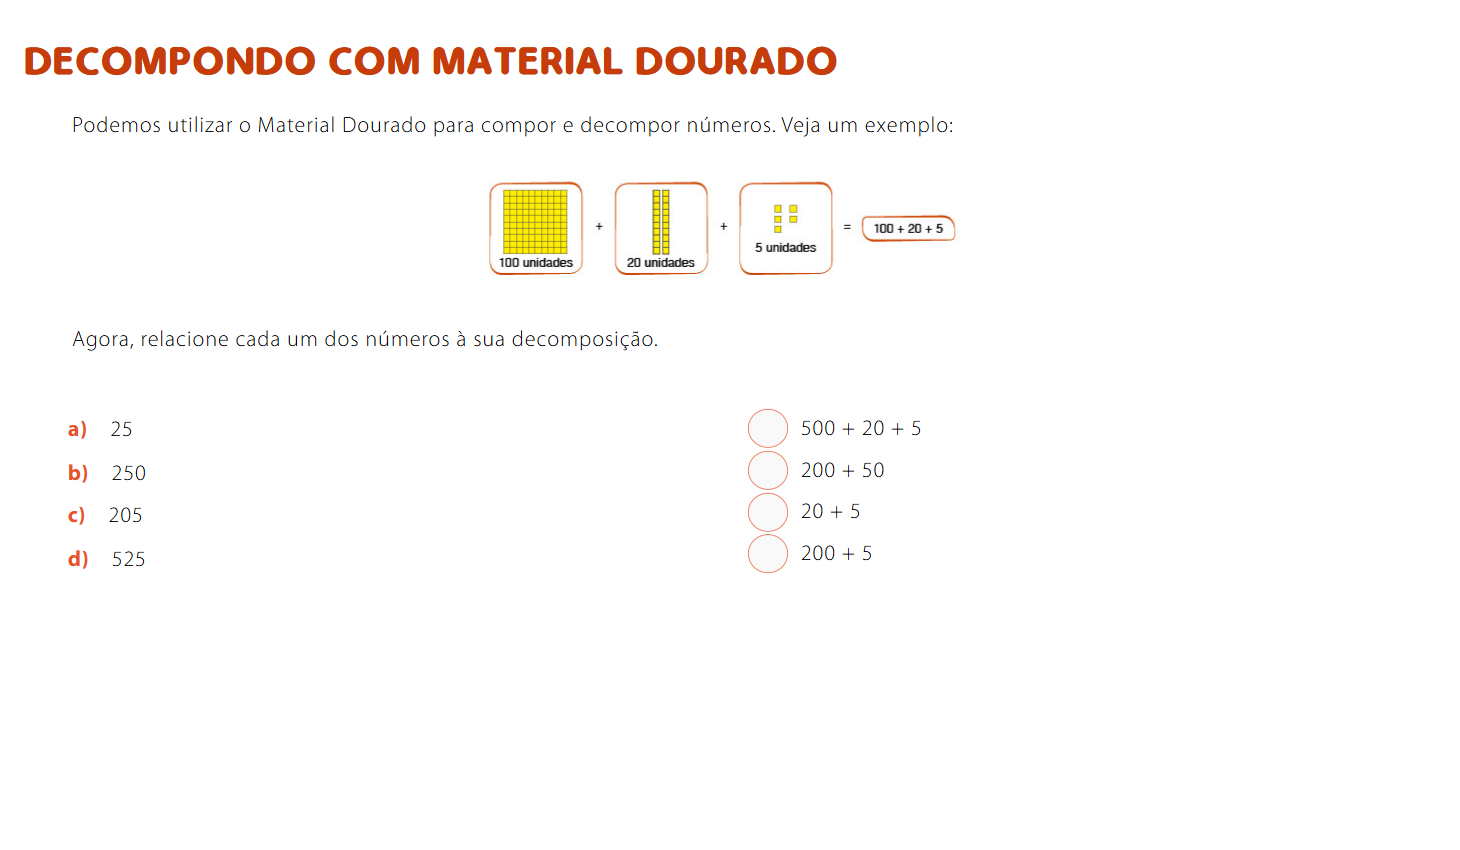 DECOMPONDO COM MATERIAL DOURADO
Podemos utilizar o Material Dourado para compor e decompor números. Veja um exemplo:
100 unidades + 20 unidades + 5 unidades = 100 + 20 + 5
Agora, relacione cada um dos números à sua decomposição.
a) 25
b) 250
c) 205
d) 525
500 + 20 + 5
200 + 50
20 + 5
200 + 5